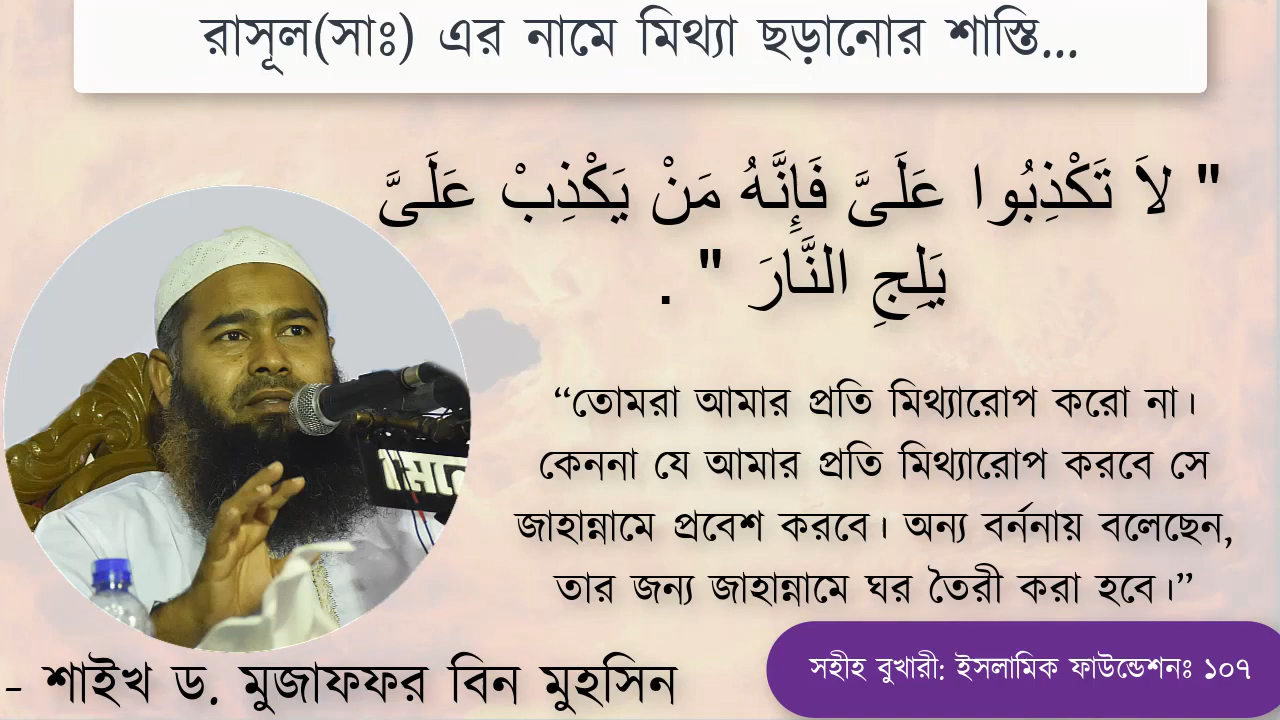 রাসূল(সাঃ) এর নামে মিথ্যা ছড়ানোর শাস্তি...
" لاَ تَكْذِبُوا عَلَىَّ فَإِنَّهُ مَنْ يَكْذِبْ عَلَىَّ
يَلِجِ النَّارَ " .
“তোমরা আমার প্রতি মিথ্যারোপ করো না।
কেননা যে আমার প্রতি মিথ্যারোপ করবে সে
জাহান্নামে প্রবেশ করবে। অন্য বর্ননায় বলেছেন,
তার জন্য জাহান্নামে ঘর তৈরী করা হবে।”
- শাইখ ড. মুজাফফর বিন মুহসিন
সহীহ বুখারী: ইসলামিক ফাউন্ডেশনঃ ১০৭